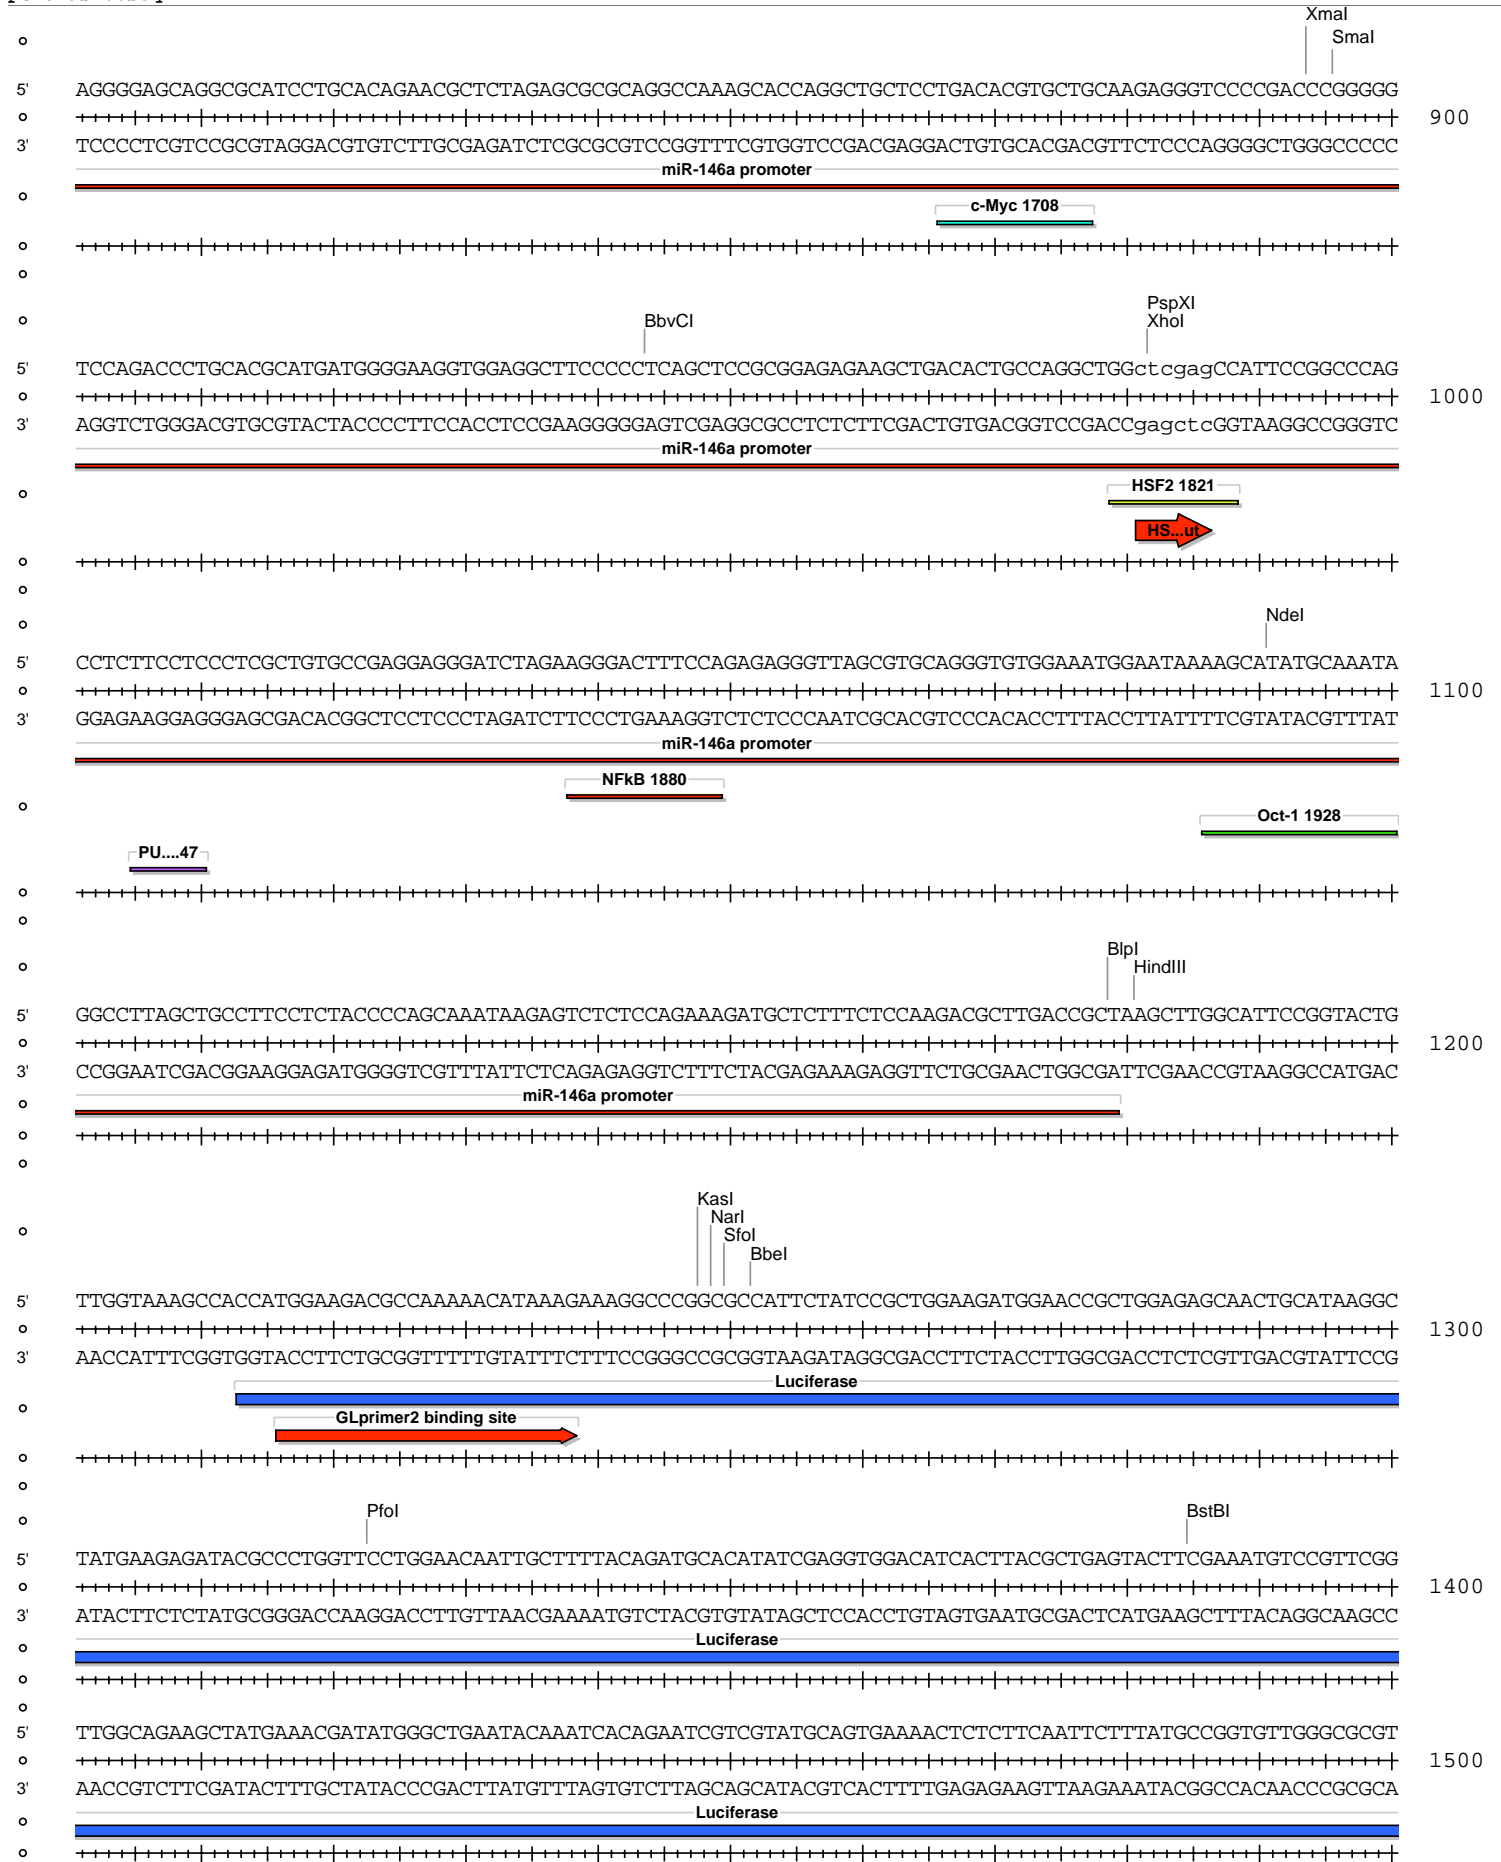 XmaI
SmaI
5' AGGGGAGCAGGCGCATCCTGCACAGAACGCTCTAGAGCGCGCAGGCCAAAGCACCAGGCTGCTCCTGACACGTGCTGCAAGAGGGTCCCCGACCCGGGGG
900
3' TCCCCTCGTCCGCGTAGGACGTGTCTTGCGAGATCTCGCGCGTCCGGTTTCGTGGTCCGACGAGGACTGTGCACGACGTTCTCCCAGGGGCTGGGCCCCC
miR-146a promoter
c-Myc 1708
PspXI
BbvCI XhoI
5' TCCAGACCCTGCACGCATGATGGGGAAGGTGGAGGCTTCCCCCTCAGCTCCGCGGAGAGAAGCTGACACTGCCAGGCTGGctcgagCCATTCCGGCCCAG
1000
3' AGGTCTGGGACGTGCGTACTACCCCTTCCACCTCCGAAGGGGGAGTCGAGGCGCCTCTCTTCGACTGTGACGGTCCGACCgagctcGGTAAGGCCGGGTC
miR-146a promoter
HSF2 1821
HS...ut
NdeI
5' CCTCTTCCTCCCTCGCTGTGCCGAGGAGGGATCTAGAAGGGACTTTCCAGAGAGGGTTAGCGTGCAGGGTGTGGAAATGGAATAAAAGCATATGCAAATA
1100
3' GGAGAAGGAGGGAGCGACACGGCTCCTCCCTAGATCTTCCCTGAAAGGTCTCTCCCAATCGCACGTCCCACACCTTTACCTTATTTTCGTATACGTTTAT
miR-146a promoter
NFkB 1880
Oct-1 1928
PU....47
BlpI
HindIII
5' GGCCTTAGCTGCCTTCCTCTACCCCAGCAAATAAGAGTCTCTCCAGAAAGATGCTCTTTCTCCAAGACGCTTGACCGCTAAGCTTGGCATTCCGGTACTG
1200
3' CCGGAATCGACGGAAGGAGATGGGGTCGTTTATTCTCAGAGAGGTCTTTCTACGAGAAAGAGGTTCTGCGAACTGGCGATTCGAACCGTAAGGCCATGAC
miR-146a promoter
KasI
NarI
SfoI
BbeI
5' TTGGTAAAGCCACCATGGAAGACGCCAAAAACATAAAGAAAGGCCCGGCGCCATTCTATCCGCTGGAAGATGGAACCGCTGGAGAGCAACTGCATAAGGC
1300
3' AACCATTTCGGTGGTACCTTCTGCGGTTTTTGTATTTCTTTCCGGGCCGCGGTAAGATAGGCGACCTTCTACCTTGGCGACCTCTCGTTGACGTATTCCG
Luciferase
GLprimer2 binding site
PfoI BstBI
5' TATGAAGAGATACGCCCTGGTTCCTGGAACAATTGCTTTTACAGATGCACATATCGAGGTGGACATCACTTACGCTGAGTACTTCGAAATGTCCGTTCGG
1400
3' ATACTTCTCTATGCGGGACCAAGGACCTTGTTAACGAAAATGTCTACGTGTATAGCTCCACCTGTAGTGAATGCGACTCATGAAGCTTTACAGGCAAGCC
Luciferase
5' TTGGCAGAAGCTATGAAACGATATGGGCTGAATACAAATCACAGAATCGTCGTATGCAGTGAAAACTCTCTTCAATTCTTTATGCCGGTGTTGGGCGCGT
1500
3' AACCGTCTTCGATACTTTGCTATACCCGACTTATGTTTAGTGTCTTAGCAGCATACGTCACTTTTGAGAGAAGTTAAGAAATACGGCCACAACCCGCGCA
Luciferase